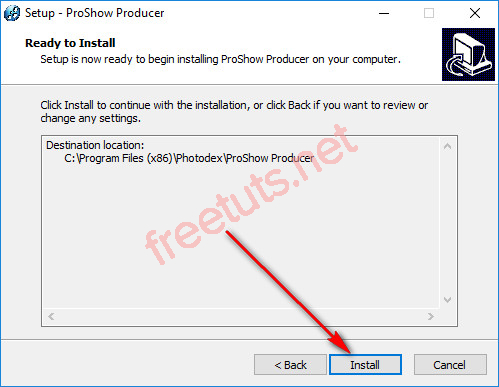 Setup - ProShow Producer
Ready to Install
Setup is now ready to begin installing ProShow Producer on your computer.
Click Install to continue with the installation, or click Back if you want to review or
change any settings.
Destination location:
C:\Program Files (x86)\Photodex\ProShow Producer
freetuts.net
< Back
Install
Cancel